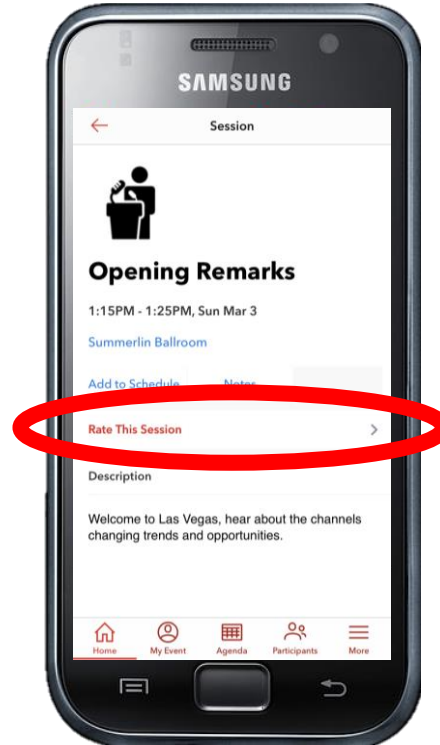 SAMSUNG
Session
Opening Remarks
1:15PM - 1:25PM, Sun Mar 3
Summerlin Ballroom
Add to Schedule Notes
Rate This Session
Description
Welcome to Las Vegas, hear about the channels
changing trends and opportunities.
Home My Event Agenda Participants More